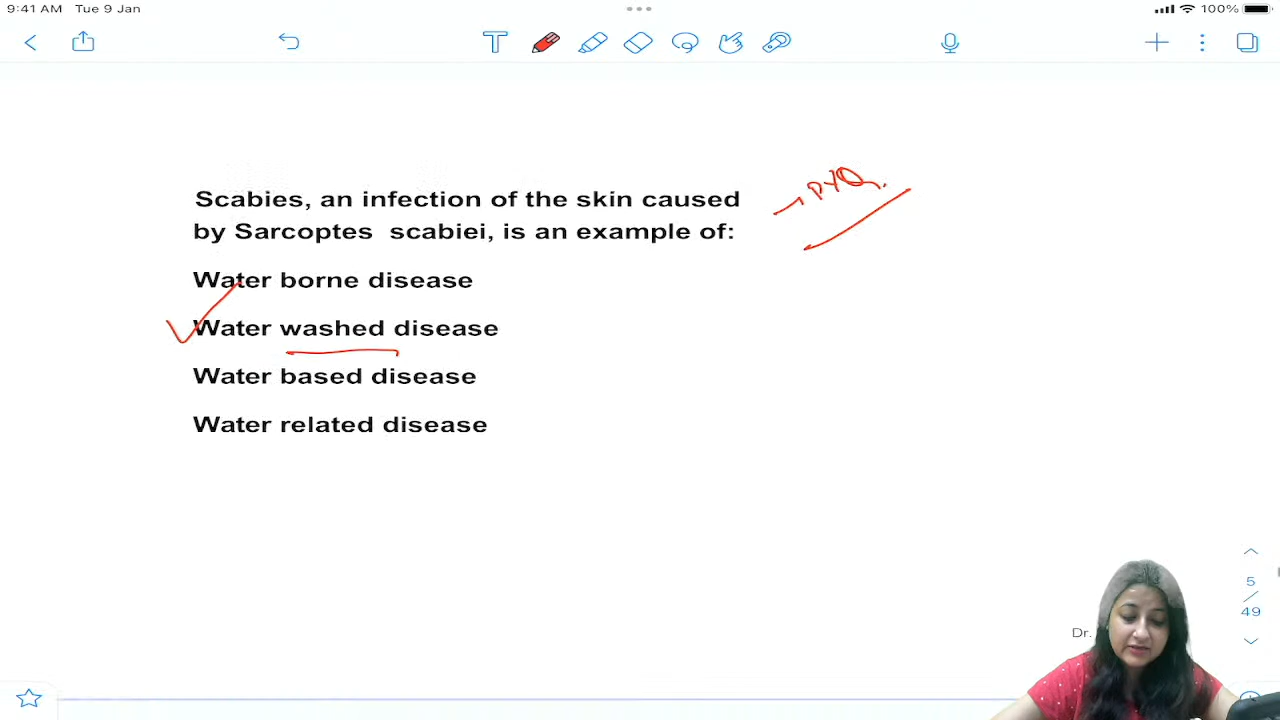 9:41 AM Tue 9 Jan
100%
Scabies, an infection of the skin caused
by Sarcoptes scabiei, is an example of:
→ PYQ.
Water borne disease
Water washed disease
Water based disease
Water related disease
5
49
Dr.